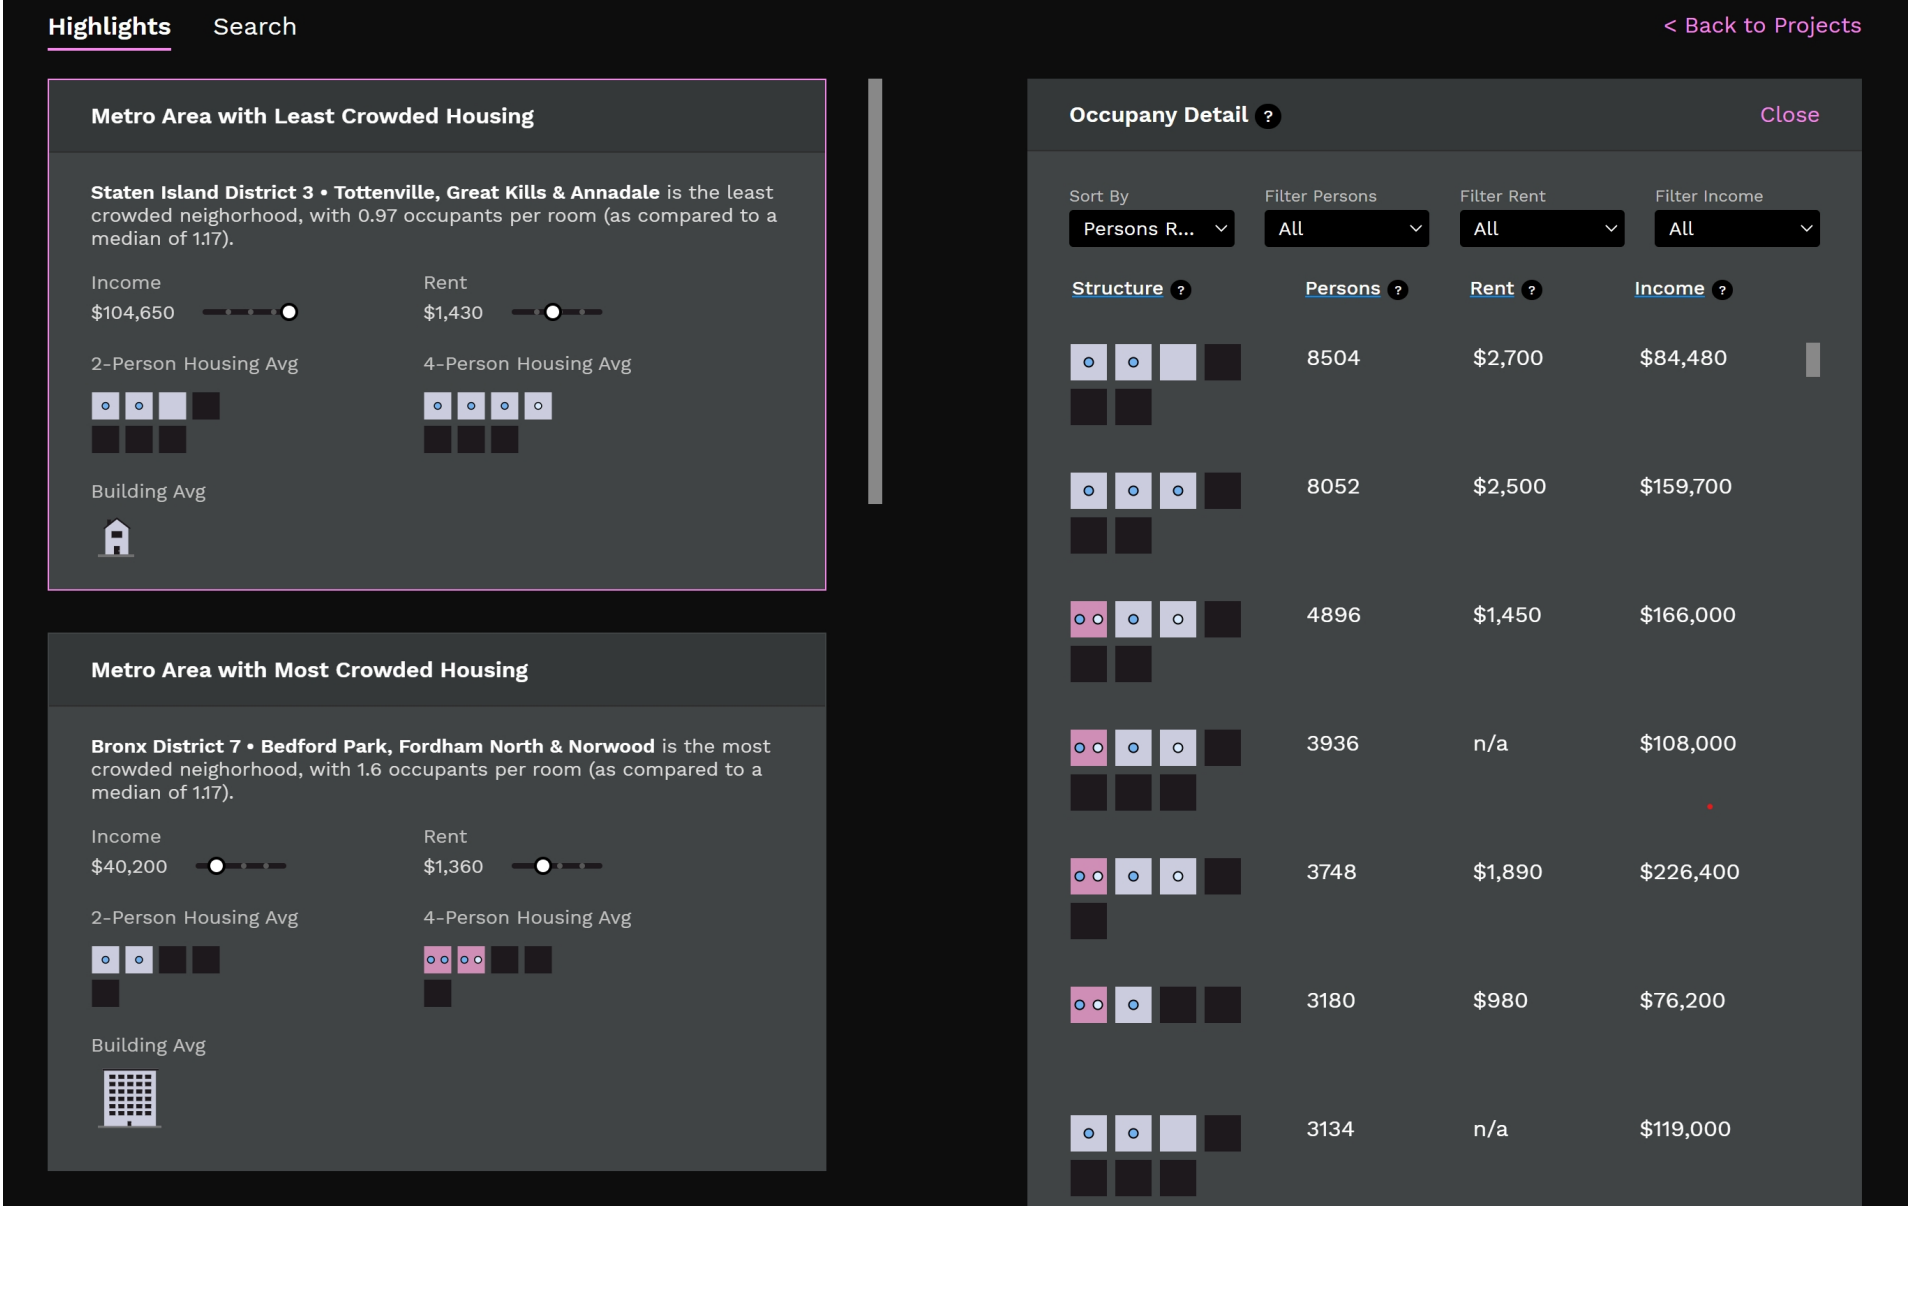 Highlights
Search
< Back to Projects
Metro Area with Least Crowded Housing
Staten Island District 3 • Tottenville, Great Kills & Annadale is the least
crowded neighorhood, with 0.97 occupants per room (as compared to a
median of 1.17).
Income
Rent
$104,650
$1,430
2-Person Housing Avg
4-Person Housing Avg
Building Avg
Metro Area with Most Crowded Housing
Bronx District 7 • Bedford Park, Fordham North & Norwood is the most
crowded neighorhood, with 1.6 occupants per room (as compared to a
median of 1.17).
Income
Rent
$40,200
$1,360
2-Person Housing Avg
4-Person Housing Avg
Building Avg
Occupany Detail ?
Close
Sort By
Filter Persons
Filter Rent
Filter Income
Persons R...
All
All
All
Structure ?
Persons ?
Rent ?
Income ?
8504 $2,700 $84,480
8052 $2,500 $159,700
4896 $1,450 $166,000
3936 n/a $108,000
3748 $1,890 $226,400
3180 $980 $76,200
3134 n/a $119,000